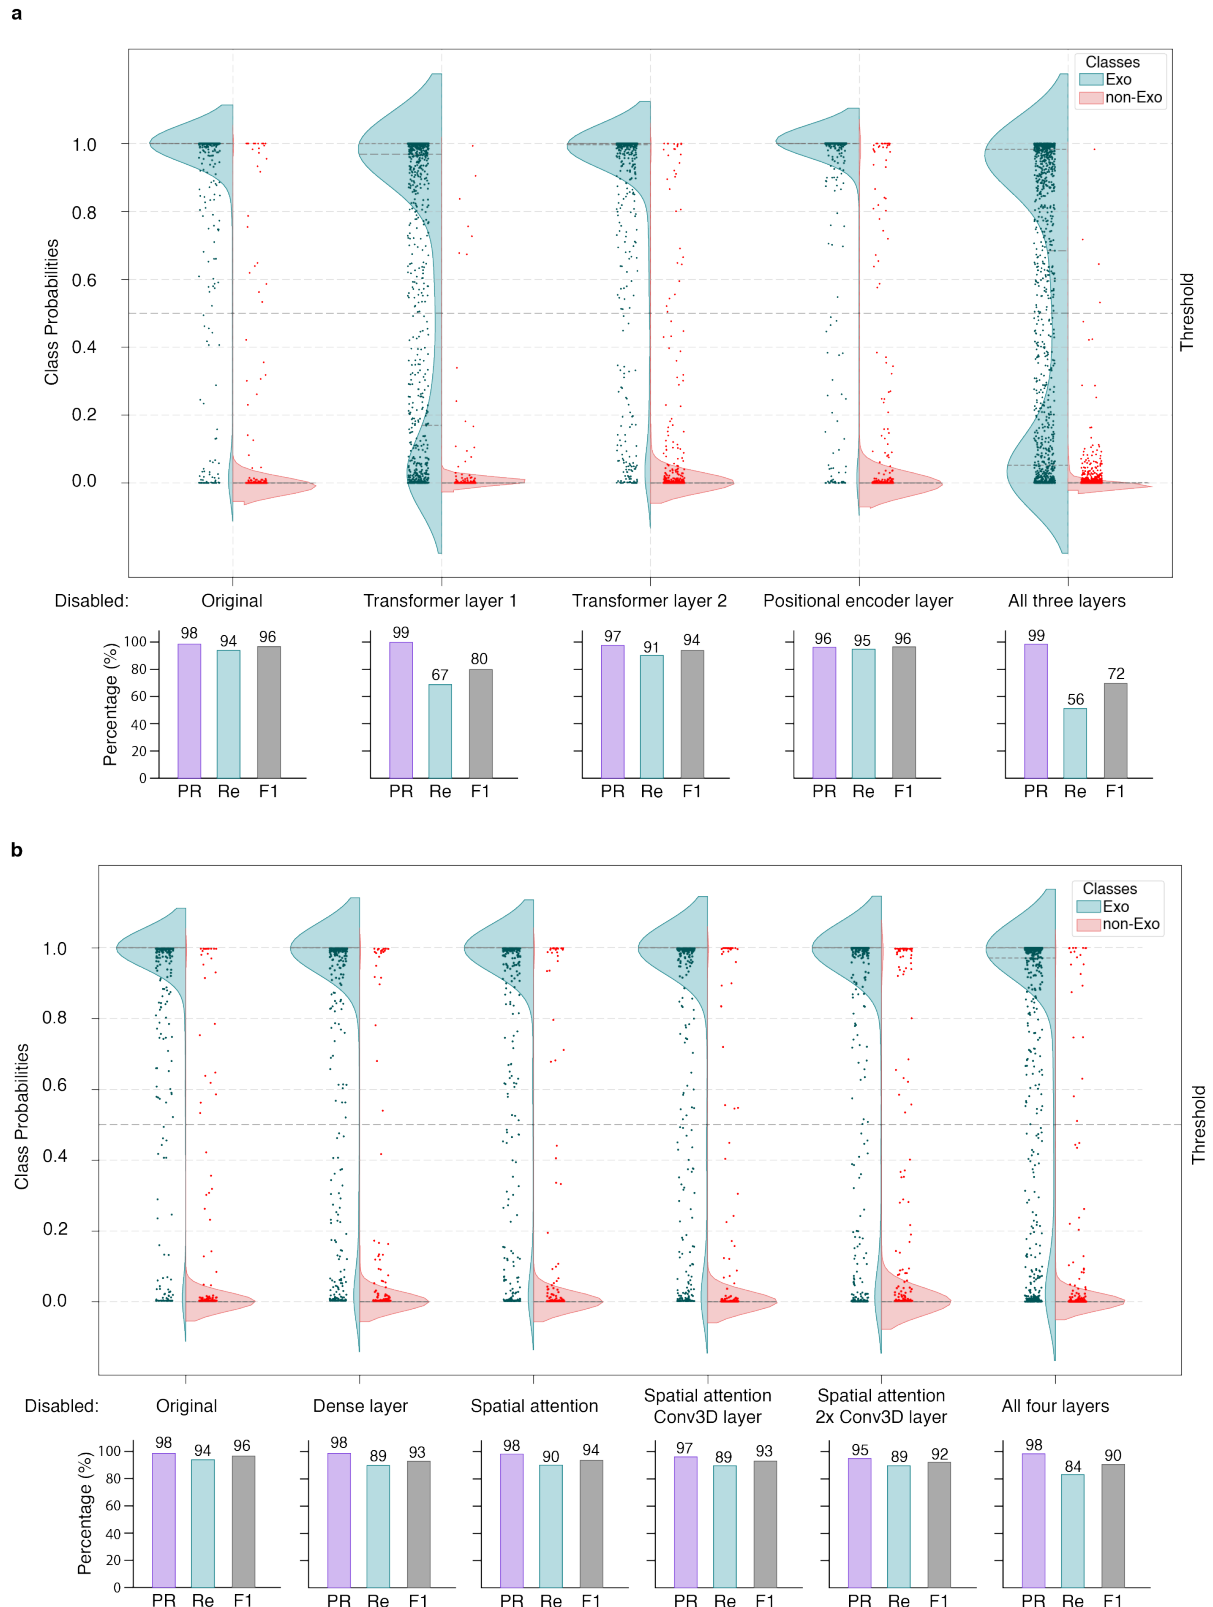 a
Classes
Exo
non-Exo
1.0
0.8
0.6
0.4
0.2
0.0
Class Probabilities
Threshold
Disabled: Original Transformer layer 1 Transformer layer 2 Positional encoder layer All three layers
Percentage (%)
100
80
60
40
20
0
98 94 96
99 67 80
97 91 94
96 95 96
99 56 72
PR Re F1 PR Re F1 PR Re F1 PR Re F1 PR Re F1
b
Classes
Exo
non-Exo
1.0
0.8
0.6
0.4
0.2
0.0
Class Probabilities
Threshold
Disabled: Original Dense layer Spatial attention
Spatial attention
Conv3D layer
Spatial attention
2x Conv3D layer
All four layers
Percentage (%)
100
80
60
40
20
0
98 94 96
98 89 93
98 90 94
97 89 93
95 89 92
98 84 90
PR Re F1 PR Re F1 PR Re F1 PR Re F1 PR Re F1 PR Re F1